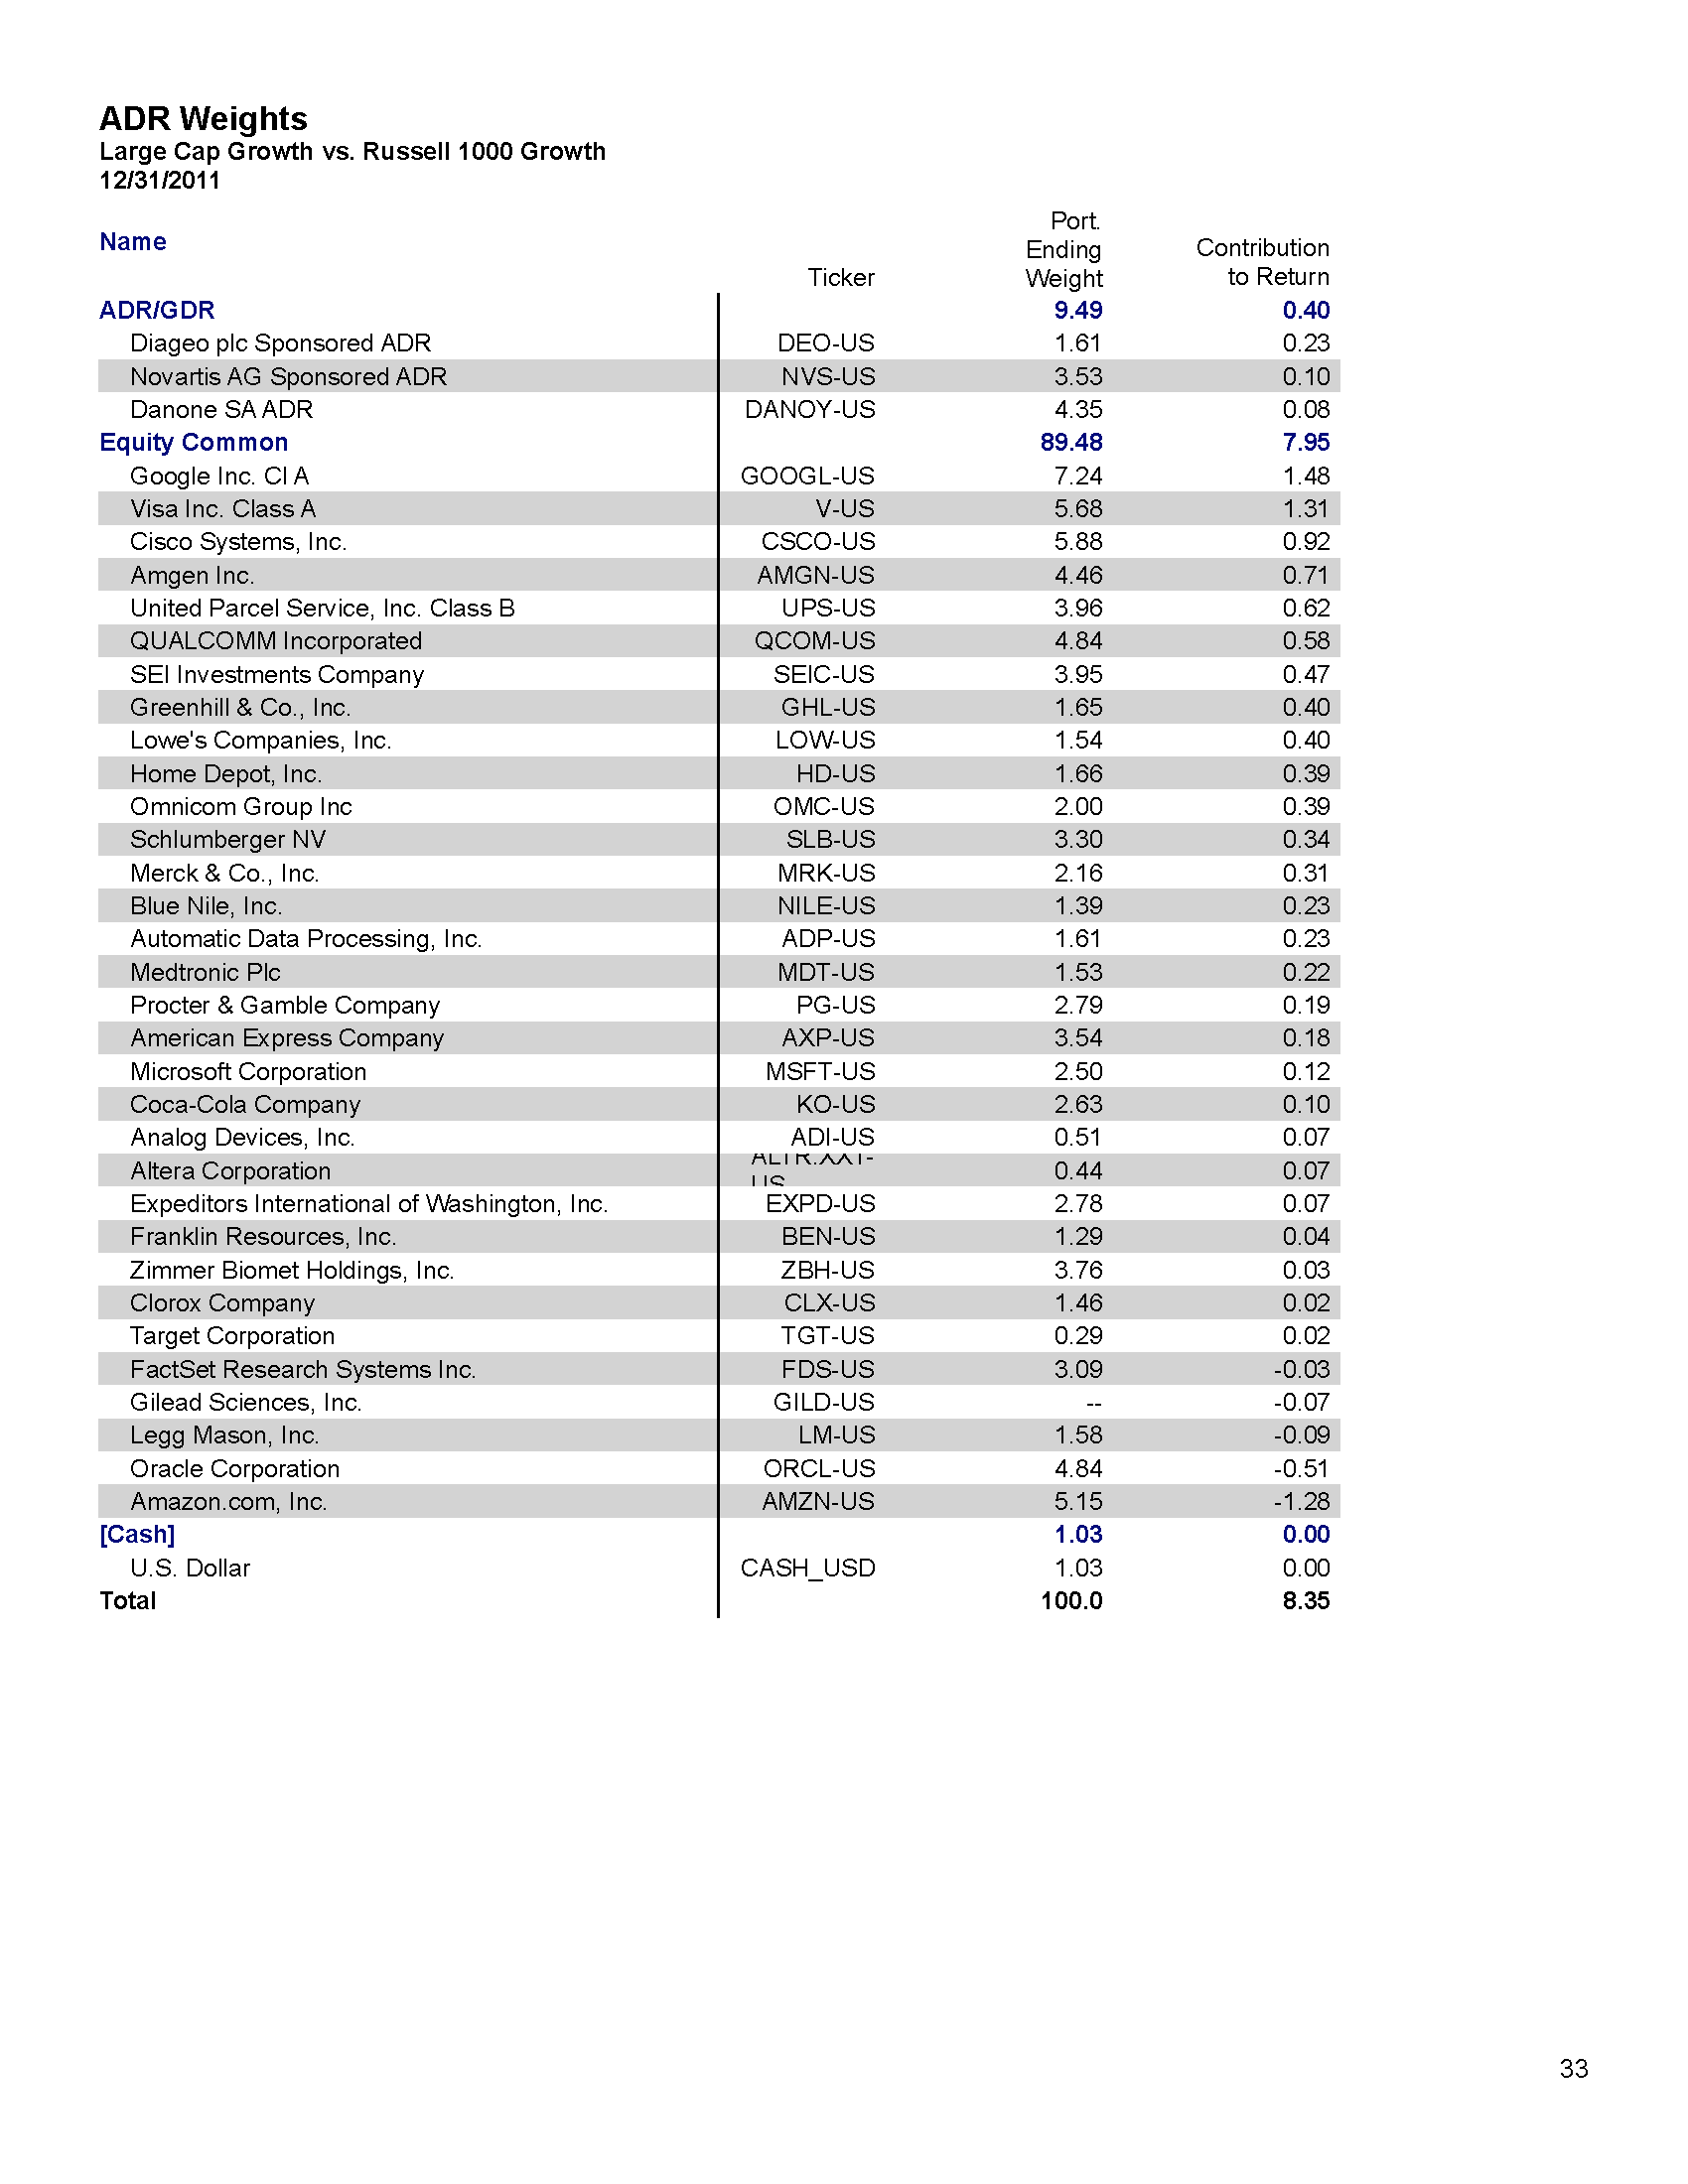 ADR Weights
Large Cap Growth vs. Russell 1000 Growth
12/31/2011
Name Ticker Port. Ending Weight Contribution to Return
ADR/GDR 9.49 0.40
Diageo plc Sponsored ADR DEO-US 1.61 0.23
Novartis AG Sponsored ADR NVS-US 3.53 0.10
Danone SA ADR DANOY-US 4.35 0.08
Equity Common 89.48 7.95
Google Inc. Cl A GOOGL-US 7.24 1.48
Visa Inc. Class A V-US 5.68 1.31
Cisco Systems, Inc. CSCO-US 5.88 0.92
Amgen Inc. AMGN-US 4.46 0.71
United Parcel Service, Inc. Class B UPS-US 3.96 0.62
QUALCOMM Incorporated QCOM-US 4.84 0.58
SEI Investments Company SEIC-US 3.95 0.47
Greenhill & Co., Inc. GHL-US 1.65 0.40
Lowe's Companies, Inc. LOW-US 1.54 0.40
Home Depot, Inc. HD-US 1.66 0.39
Omnicom Group Inc OMC-US 2.00 0.39
Schlumberger NV SLB-US 3.30 0.34
Merck & Co., Inc. MRK-US 2.16 0.31
Blue Nile, Inc. NILE-US 1.39 0.23
Automatic Data Processing, Inc. ADP-US 1.61 0.23
Medtronic Plc MDT-US 1.53 0.22
Procter & Gamble Company PG-US 2.79 0.19
American Express Company AXP-US 3.54 0.18
Microsoft Corporation MSFT-US 2.50 0.12
Coca-Cola Company KO-US 2.63 0.10
Analog Devices, Inc. ADI-US 0.51 0.07
Altera Corporation 0.44 0.07
Expeditors International of Washington, Inc. EXPD-US 2.78 0.07
Franklin Resources, Inc. BEN-US 1.29 0.04
Zimmer Biomet Holdings, Inc. ZBH-US 3.76 0.03
Clorox Company CLX-US 1.46 0.02
Target Corporation TGT-US 0.29 0.02
FactSet Research Systems Inc. FDS-US 3.09 -0.03
Gilead Sciences, Inc. GILD-US -- -0.07
Legg Mason, Inc. LM-US 1.58 -0.09
Oracle Corporation ORCL-US 4.84 -0.51
Amazon.com, Inc. AMZN-US 5.15 -1.28
[Cash] 1.03 0.00
U.S. Dollar CASH_USD 1.03 0.00
Total 100.0 8.35
33